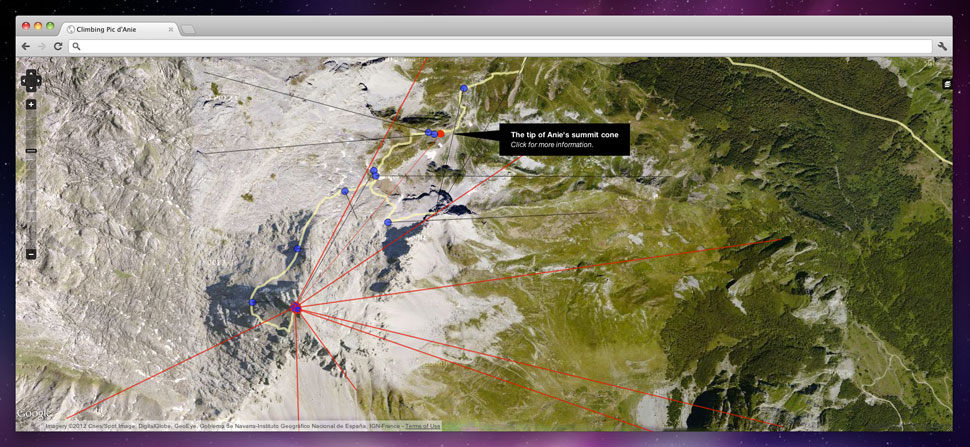 Climbing Pic d'Anie
The tip of Anie's summit cone
Click for more information.
Google
Imagery ©2012 Cnes/Spot Image, DigitalGlobe, GeoEye, Gobierno de Navarra-Instituto Geográfico Nacional de España, IGN-France - Terms of Use